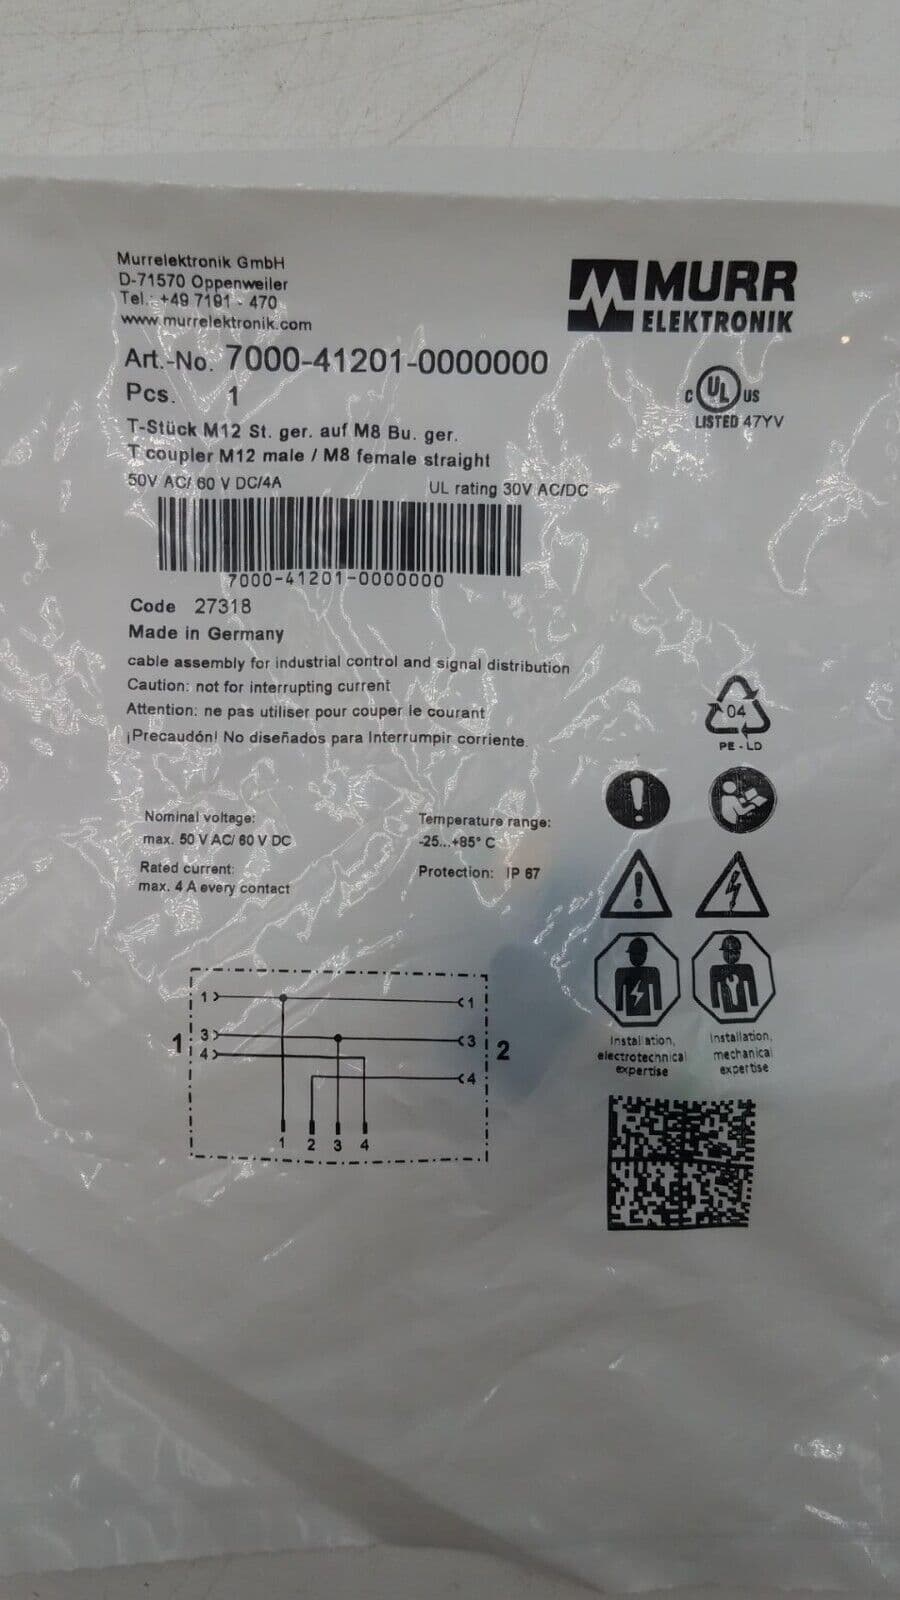 Murrelektronik GmbH
D-71570 Oppenweiler
Tel.: +49 7191 - 470
www.murrelektronik.com
MURR
ELEKTRONIK
Art.-No. 7000-41201-0000000
Pcs. 1
C UL US
LISTED 47YV
T-Stück M12 St. ger. auf M8 Bu. ger.
T coupler M12 male / M8 female straight
50V AC/ 60 V DC/4A UL rating 30V AC/DC
7000-41201-0000000
Code 27318
Made in Germany
cable assembly for industrial control and signal distribution
Caution: not for interrupting current
Attention: ne pas utiliser pour couper le courant
¡Precaudón! No diseñados para Interrumpir corriente.
04
PE-LD
Nominal voltage:
max. 50 V AC/ 60 V DC
Rated current:
max. 4 A every contact
Temperature range:
-25...+85° C
Protection: IP 67
1 1
1 3 3 2
4 4
1 2 3 4
Installation,
electrotechnical
expertise
Installation,
mechanical
expertise